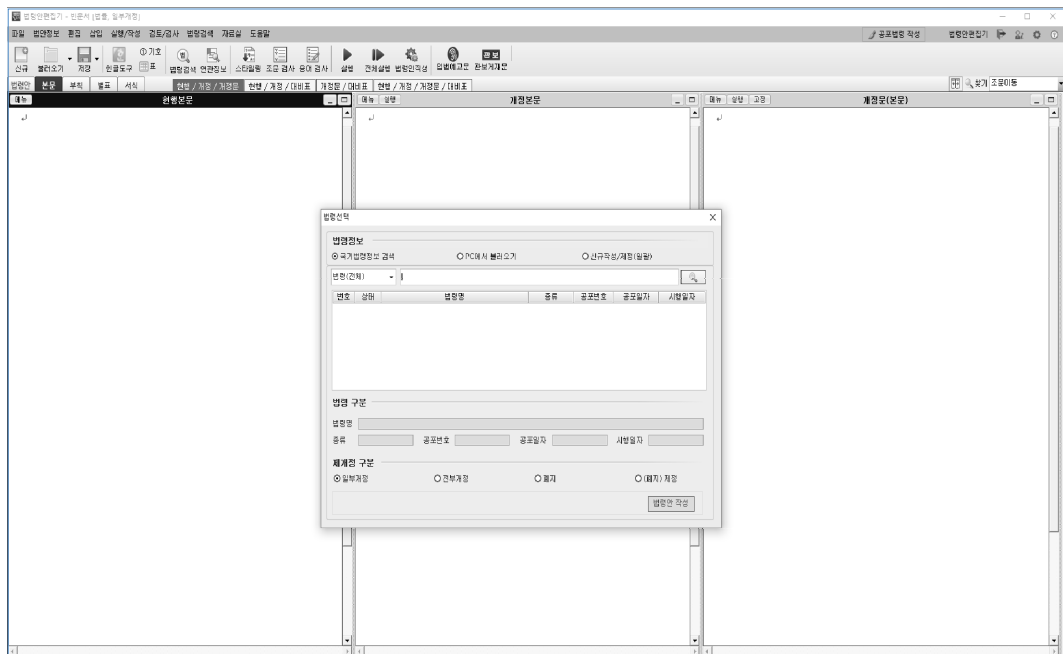 법령안편집기 - 빈문서 [법률, 일부개정]
파일 법안정보 편집 삽입 실행/작성 검토/검사 법령검색 자료실 도움말
공포법령 작성 법령안편집기
①기호
표
신규 불러오기 저장 한글도구 법령검색 연관정보 스타일링 조문 검사 용어 검사 실행 전체실행 법령안작성 입법예고문 관보게재문
관보
법령안 본문 부칙 별표 서식 현행 / 개정 / 개정문 현행 / 개정 / 대비표 개정문 / 대비표 현행 / 개정 / 개정문 / 대비표
찾기 조문이동
메뉴 현행본문 메뉴 실행 개정본문 메뉴 실행 고정 개정문(본문)
법령선택
법령정보
국가법령정보 검색 PC에서 불러오기 신규작성/제정(일괄)
법령(전체)
번호 상태 법령명 종류 공포번호 공포일자 시행일자
법령 구분
법령명
종류 공포번호 공포일자 시행일자
제개정 구분
일부개정 전부개정 폐지 (폐지) 제정
법령안 작성